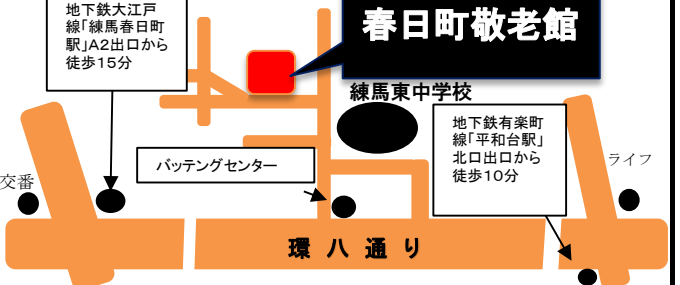 地下鉄大江戸
線「練馬春日町
駅」A2出口から
徒歩15分
春日町敬老館
練馬東中学校
地下鉄有楽町
線「平和台駅」
北口出口から
徒歩10分
ライフ
バッテングセンター
交番
環八通り